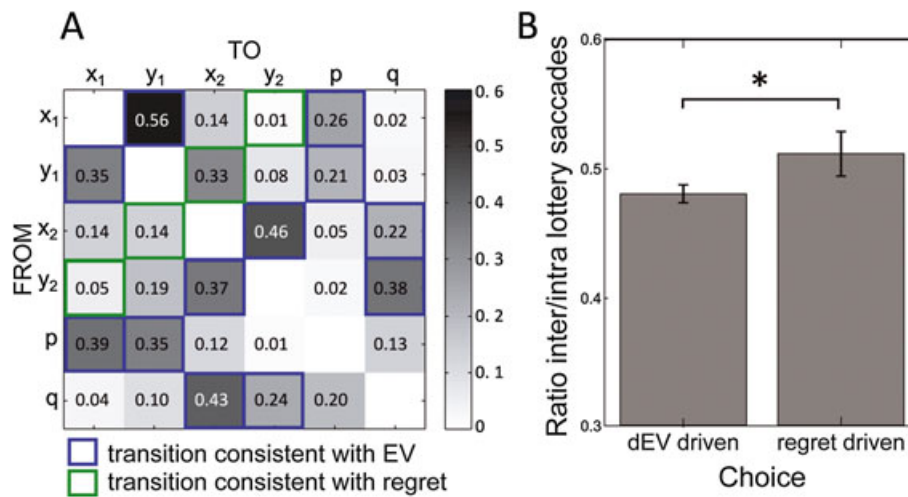 A
TO
x1 y1 x2 y2 p q
FROM
x1 0.56 0.14 0.01 0.26 0.02
y1 0.35 0.33 0.08 0.21 0.03
x2 0.14 0.14 0.46 0.05 0.22
y2 0.05 0.19 0.37 0.02 0.38
p 0.39 0.35 0.12 0.01 0.13
q 0.04 0.10 0.43 0.24 0.20
0.6
0.5
0.4
0.3
0.2
0.1
0
transition consistent with EV
transition consistent with regret
B
Ratio inter/intra lottery saccades
0.6
0.5
0.4
0.3
*
dEV driven regret driven
Choice